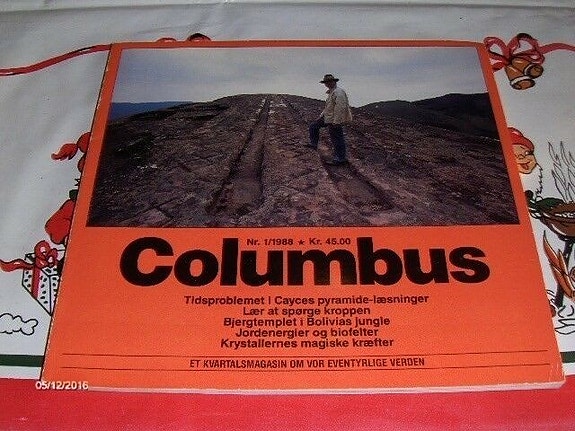 Nr. 1/1988 ★ Kr. 45.00
Columbus
Tidsproblemet i Cayces pyramide-læsninger
Lær at spørge kroppen
Bjergtemplet i Bolivias jungle
Jordenergier og biofelter
Krystallernes magiske kræfter
ET KVARTALSMAGASIN OM VOR EVENTYRLIGE VERDEN
05/12/2016